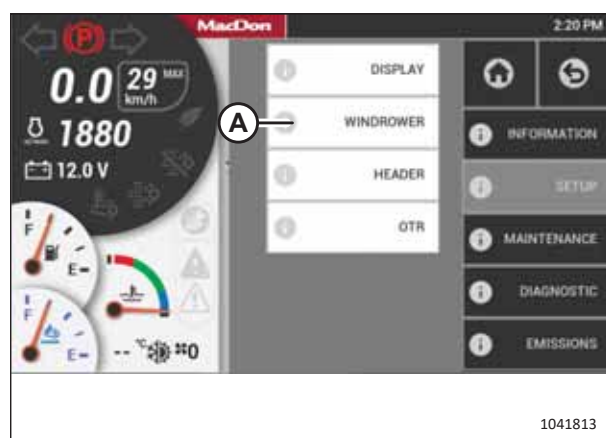 MacDon
2:20 PM
P
0.0 29 MAX
km/h
1880
12.0 V
F
E
F
E
-- °C 0
DISPLAY
A
WINDROWER
HEADER
OTR
INFORMATION
SETUP
MAINTENANCE
DIAGNOSTIC
EMISSIONS
1041813